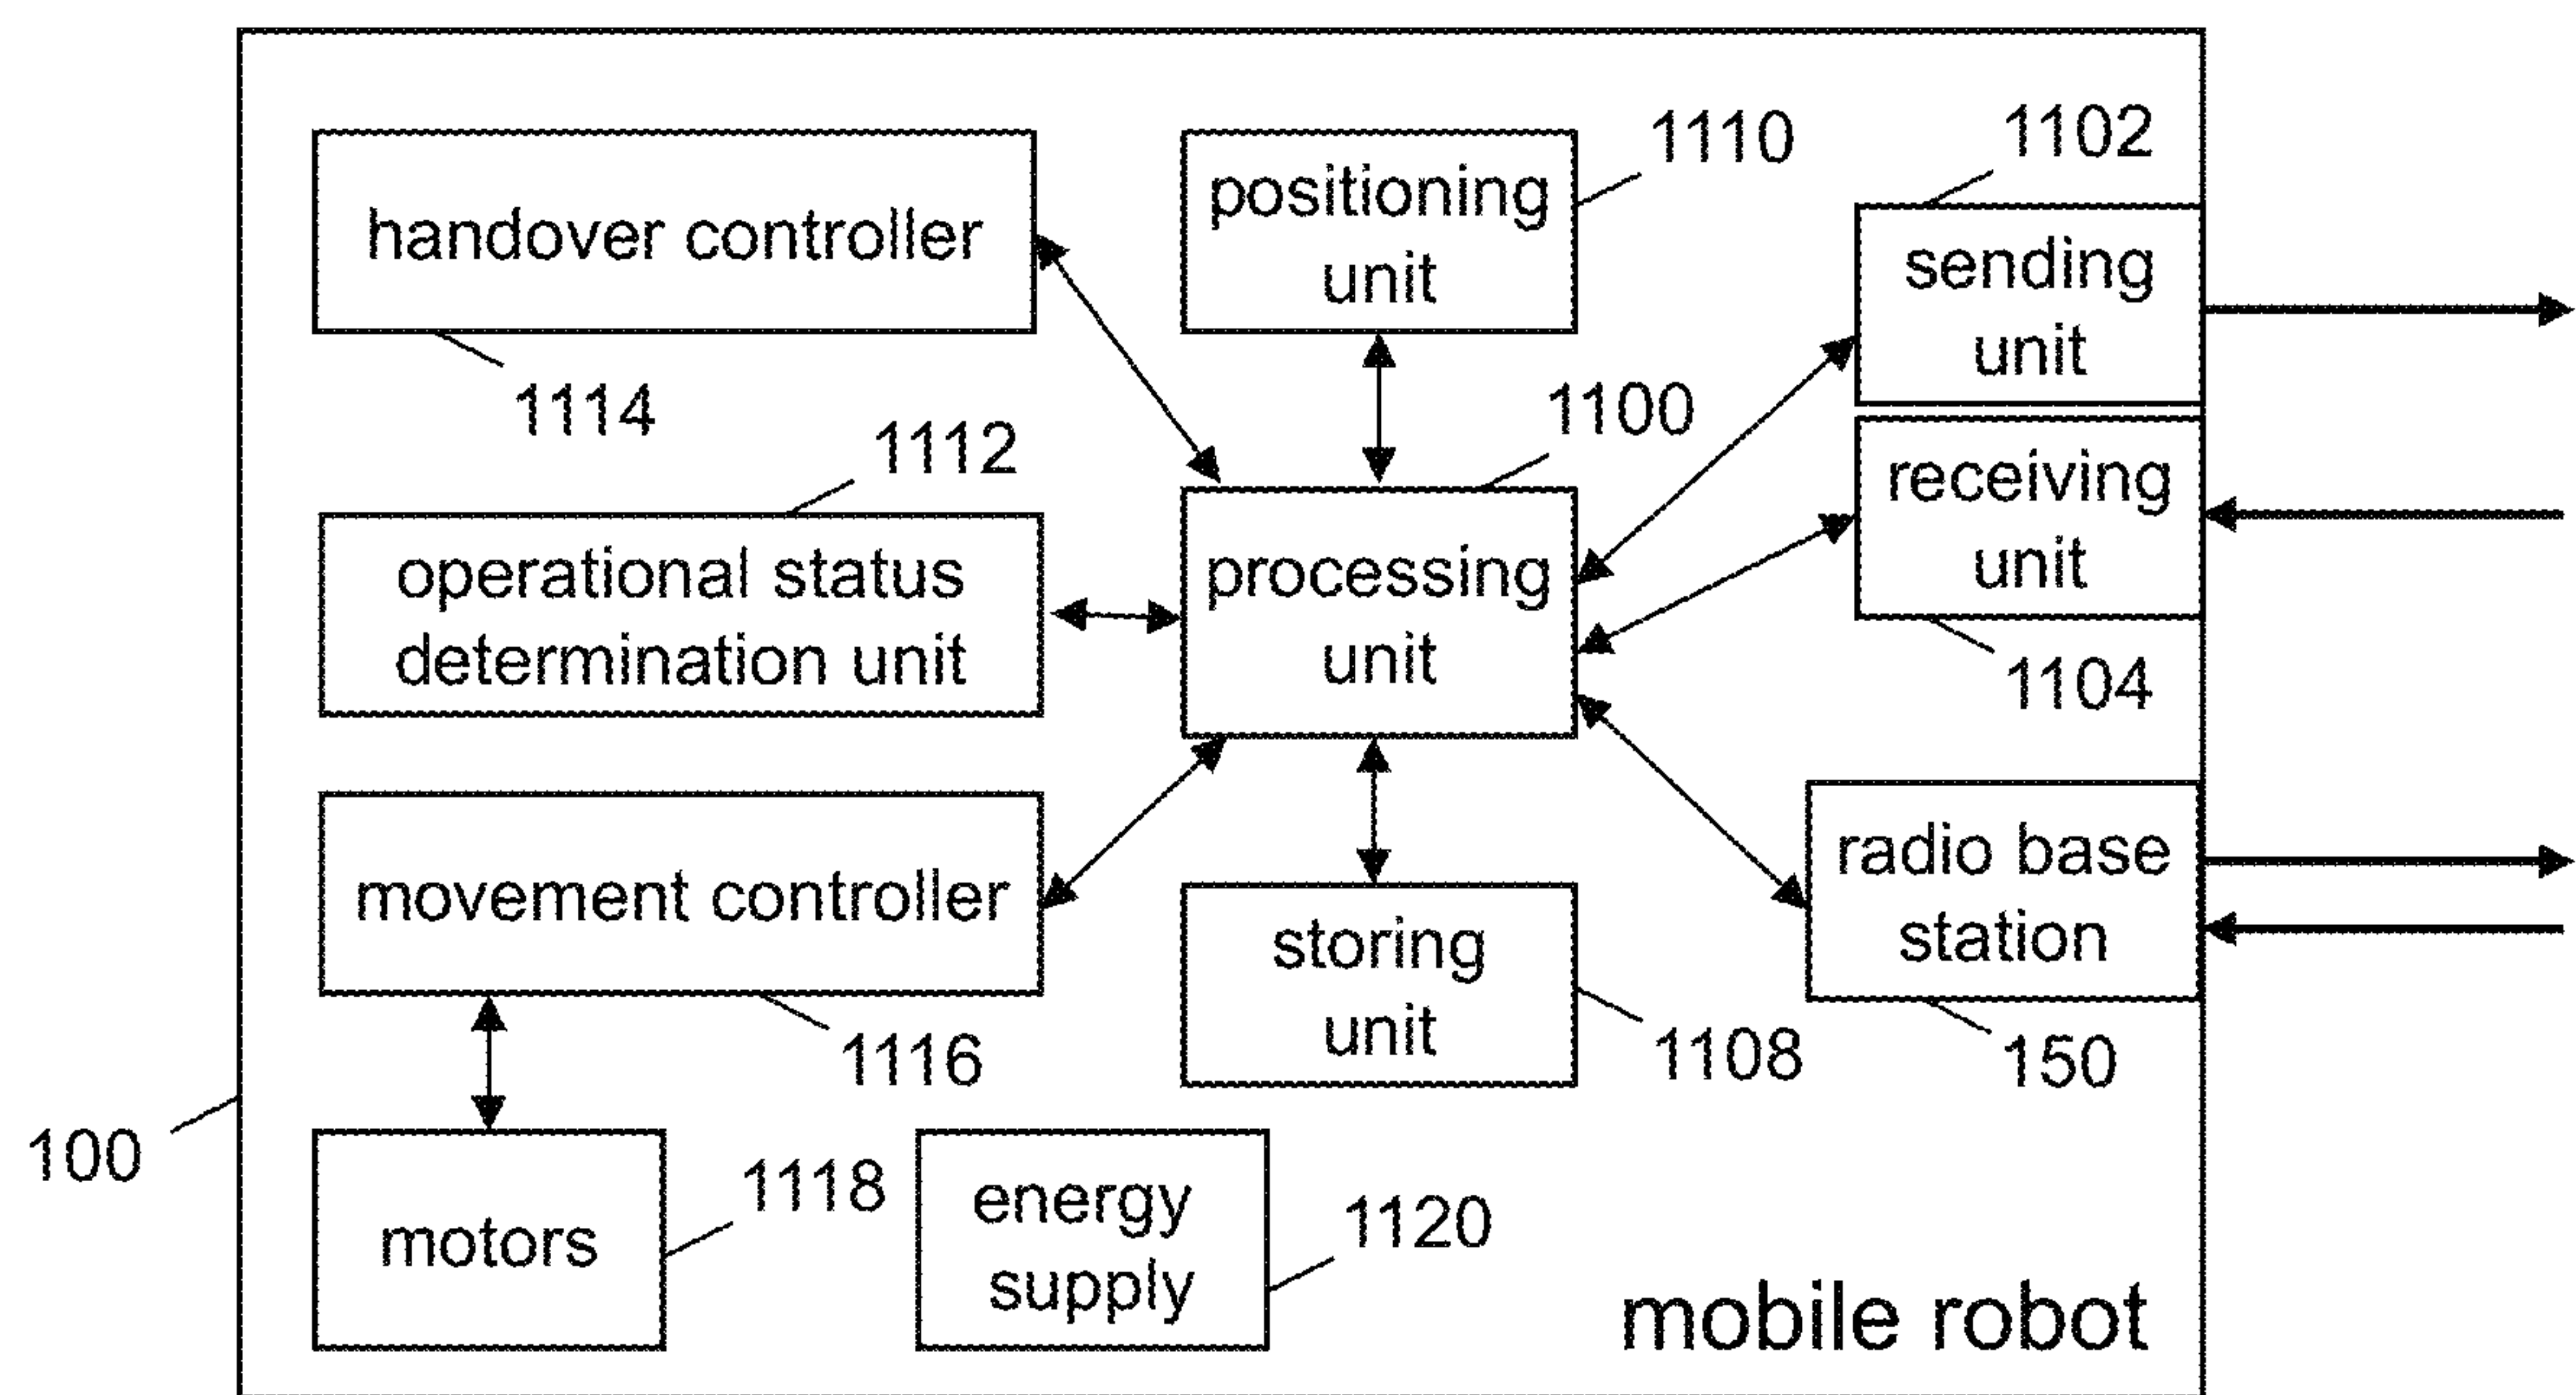 1110
1102
handover controller
positioning
unit
sending
unit
1114
1100
1112
receiving
unit
operational status
determination unit
processing
unit
1104
movement controller
radio base
station
storing
unit
1116
1108
150
100
motors
1118
energy
supply
1120
mobile robot